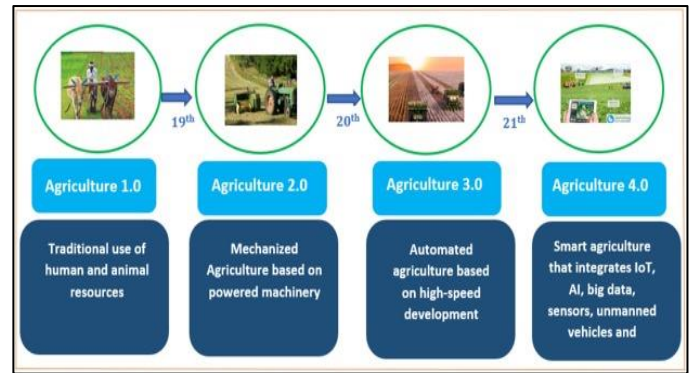 19th
20th
21th
Agriculture 1.0
Agriculture 2.0
Agriculture 3.0
Agriculture 4.0
Traditional use of
human and animal
resources
Mechanized
Agriculture based on
powered machinery
Automated
agriculture based
on high-speed
development
Smart agriculture
that integrates IoT,
AI, big data,
sensors, unmanned
vehicles and